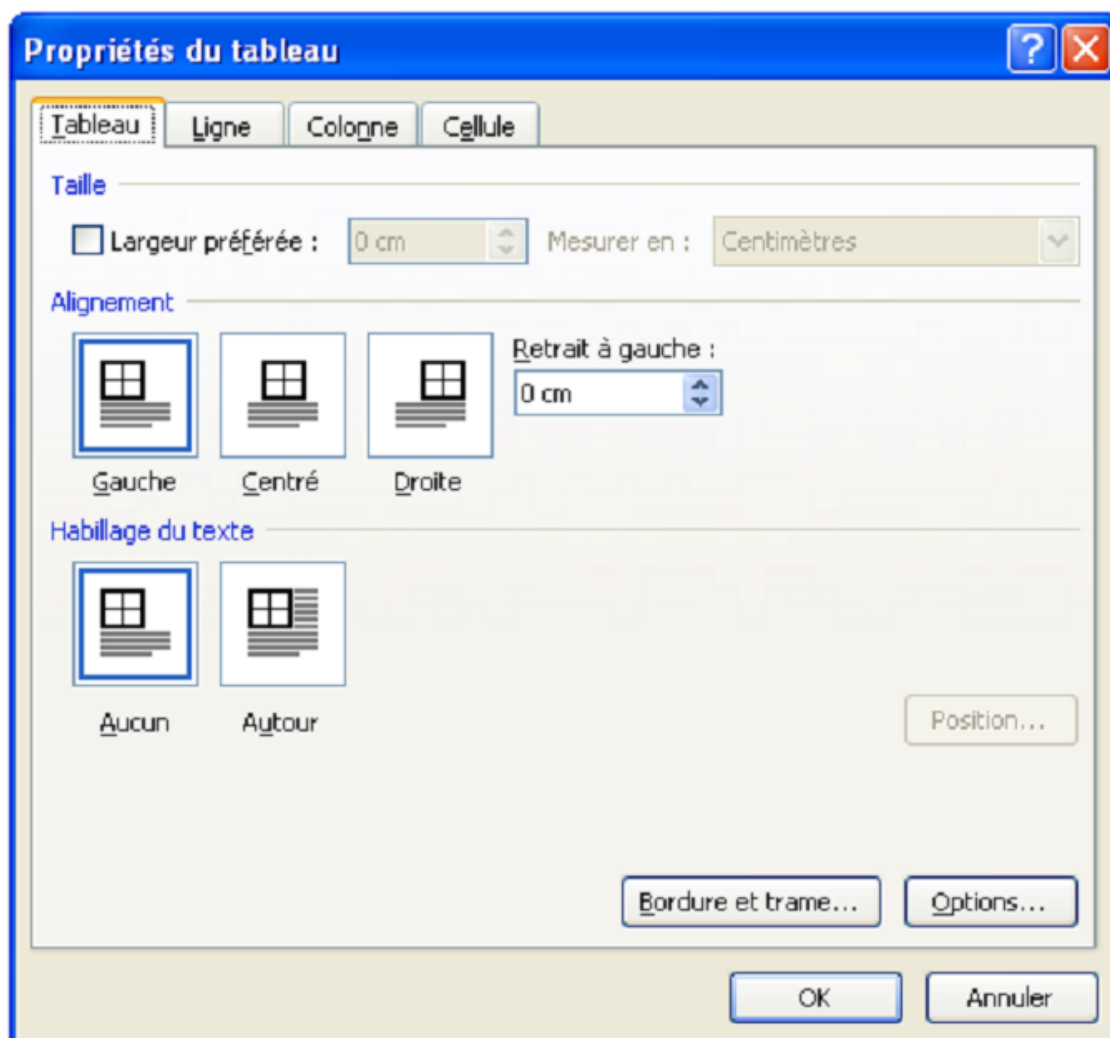 Propriétés du tableau
Tableau Ligne Colonne Cellule
Taille
Largeur préférée : 0 cm Mesurer en : Centimètres
Alignement
Retrait à gauche :
0 cm
Gauche Centré Droite
Habillage du texte
Aucun Autour
Position...
Bordure et trame... Options...
OK Annuler